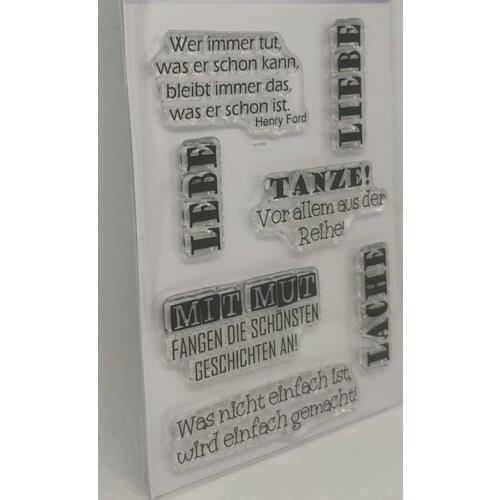 Wer immer tut,
was er schon kann,
bleibt immer das,
was er schon ist.
Henry Ford
LIEBE
LEBE
TANZE!
Vor allem aus der
Reihe!
MIT MUT
FANGEN DIE SCHÖNSTEN
GESCHICHTEN AN!
LACHE
Was nicht einfach ist,
wird einfach gemacht!